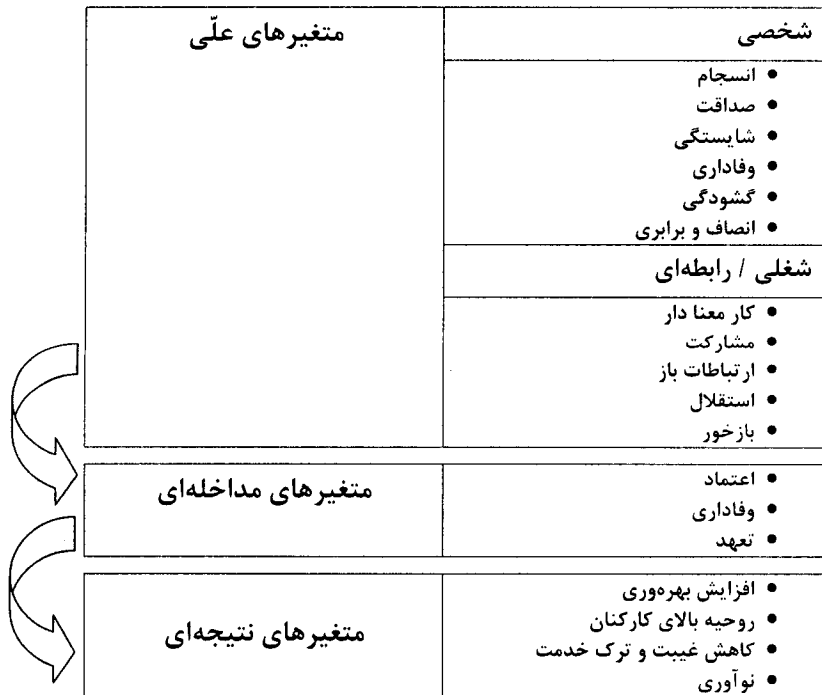 شخصی
متغیرهای علّی
• انسجام
• صداقت
• شایستگی
• وفاداری
• گشودگی
• انصاف و برابری
شغلی / رابطه‌ای
• کار معنا دار
• مشارکت
• ارتباطات باز
• استقلال
• بازخور
متغیرهای مداخله‌ای
• اعتماد
• وفاداری
• تعهد
متغیرهای نتیجه‌ای
• افزایش بهره‌وری
• روحیه بالای کارکنان
• کاهش غیبت و ترک خدمت
• نوآوری